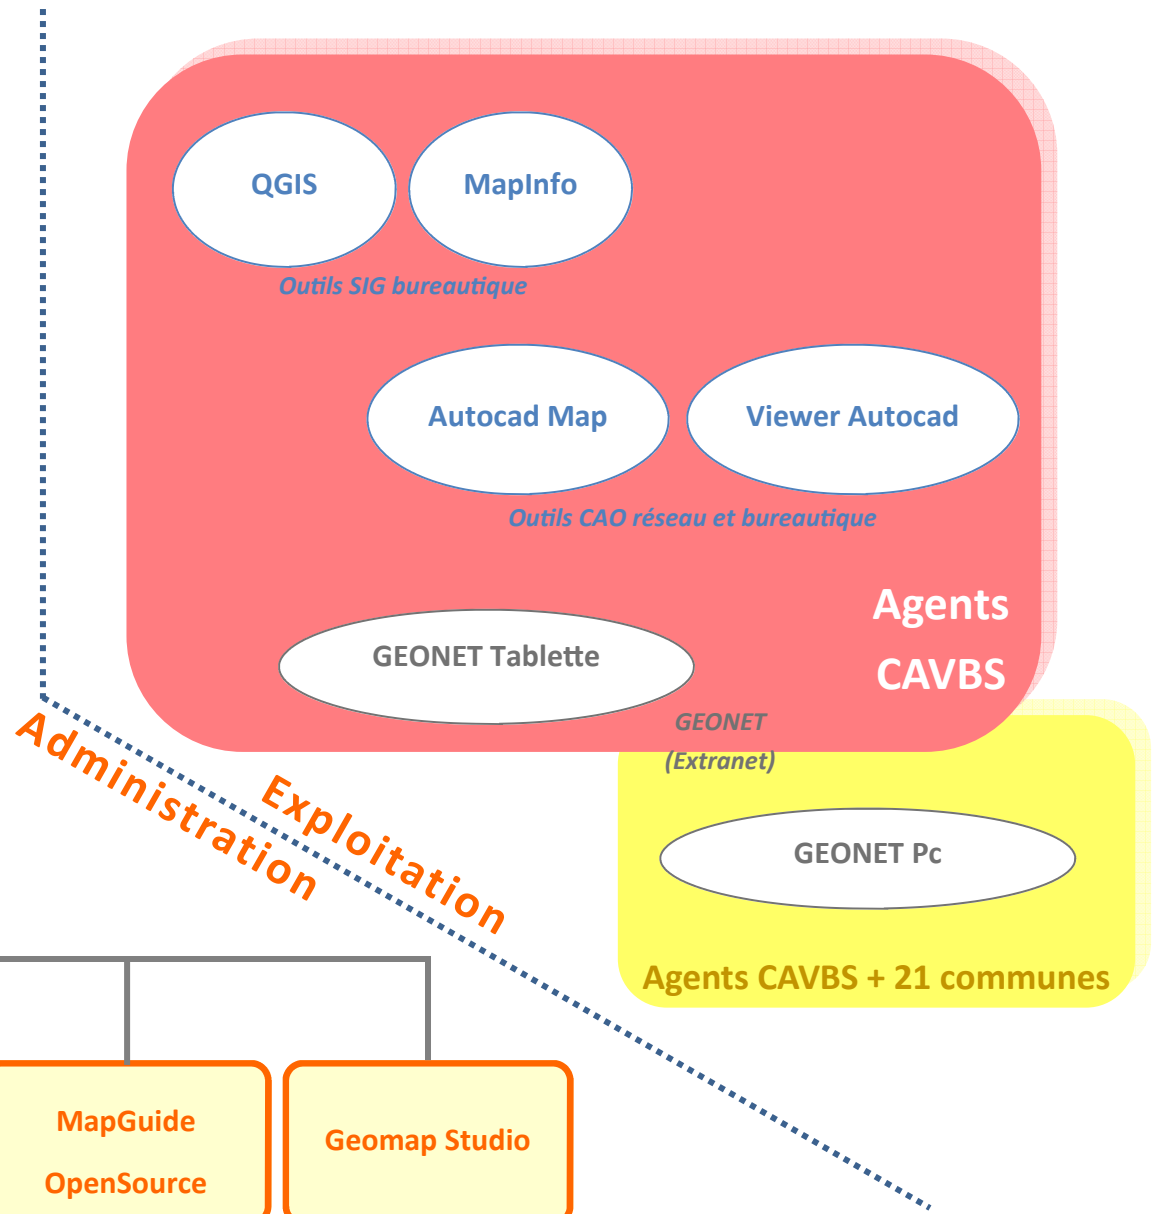 QGIS
MapInfo
Outils SIG bureautique
Autocad Map
Viewer Autocad
Outils CAO réseau et bureautique
Agents
CAVBS
GEONET Tablette
GEONET
(Extranet)
Administration
Exploitation
GEONET Pc
Agents CAVBS + 21 communes
MapGuide
OpenSource
Geomap Studio